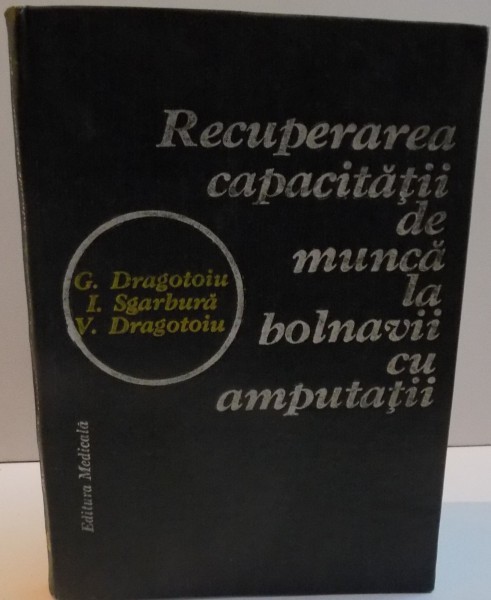 Recuperarea
capacității
de
muncă
la
bolnavii
cu
amputații
G. Dragotoiu
I. Sgarbură
V. Dragotoiu
Editura Medicală